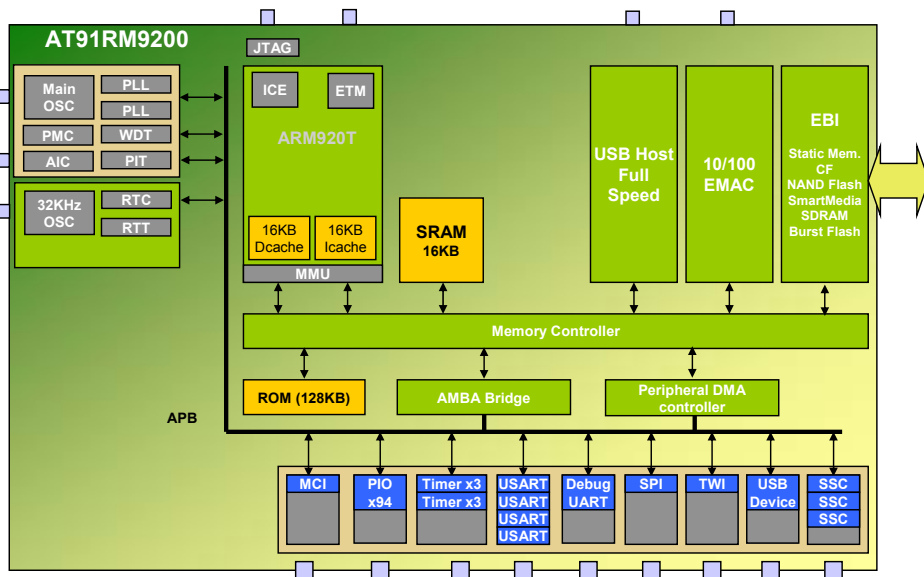 AT91RM9200
JTAG
Main
OSC
PLL
PLL
PMC
WDT
AIC
PIT
32KHz
OSC
RTC
RTT
ICE
ETM
ARM920T
16KB
Dcache
16KB
Icache
MMU
SRAM
16KB
USB Host
Full
Speed
10/100
EMAC
EBI
Static Mem.
CF
NAND Flash
SmartMedia
SDRAM
Burst Flash
Memory Controller
ROM (128KB)
AMBA Bridge
Peripheral DMA
controller
APB
MCI
PIO
x94
Timer x3
Timer x3
USART
USART
USART
USART
Debug
UART
SPI
TWI
USB
Device
SSC
SSC
SSC